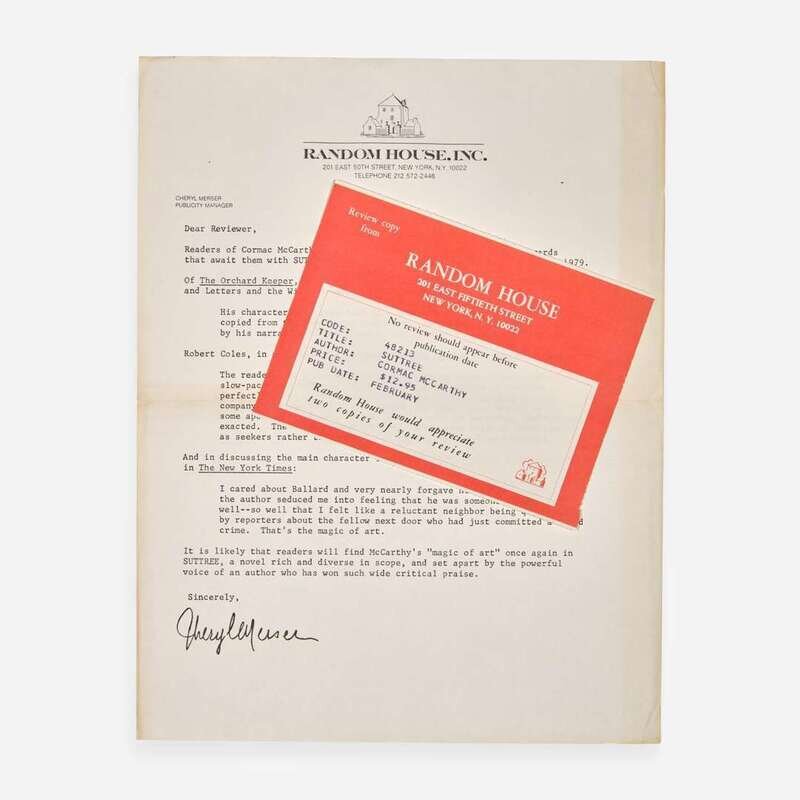 RANDOM HOUSE, INC.
201 EAST 50TH STREET, NEW YORK, N.Y. 10022
TELEPHONE 212 572-2446
CHERYL MERSER
PUBLICITY MANAGER
Dear Reviewer,
Readers of Cormac McCarth
that await them with SUT 1979.
Of The Orchard Keeper,
and Letters and the Wi
His character
copied from
by his narra
Robert Coles, in
The reade
slow-pac
perfectl
company
some
exacted. The
as seekers rather
And in discussing the main character
in The New York Times:
I cared about Ballard and very nearly forgave
the author seduced me into feeling that he was someon
well--so well that I felt like a reluctant neighbor being
by reporters about the fellow next door who had just committed a
crime. That's the magic of art.
It is likely that readers will find McCarthy's "magic of art" once again in
SUTTREE, a novel rich and diverse in scope, and set apart by the powerful
voice of an author who has won such wide critical praise.
Sincerely,
Cheryl Merser
Review copy
from
RANDOM HOUSE
201 EAST FIFTIETH STREET
NEW YORK, N. Y. 10022
No review should appear before
publication date
CODE: 48213
TITLE: SUTTREE
AUTHOR: CORMAC MCCARTHY
PRICE: $12.95
PUB DATE: FEBRUARY
Random House would appreciate
two copies of your review